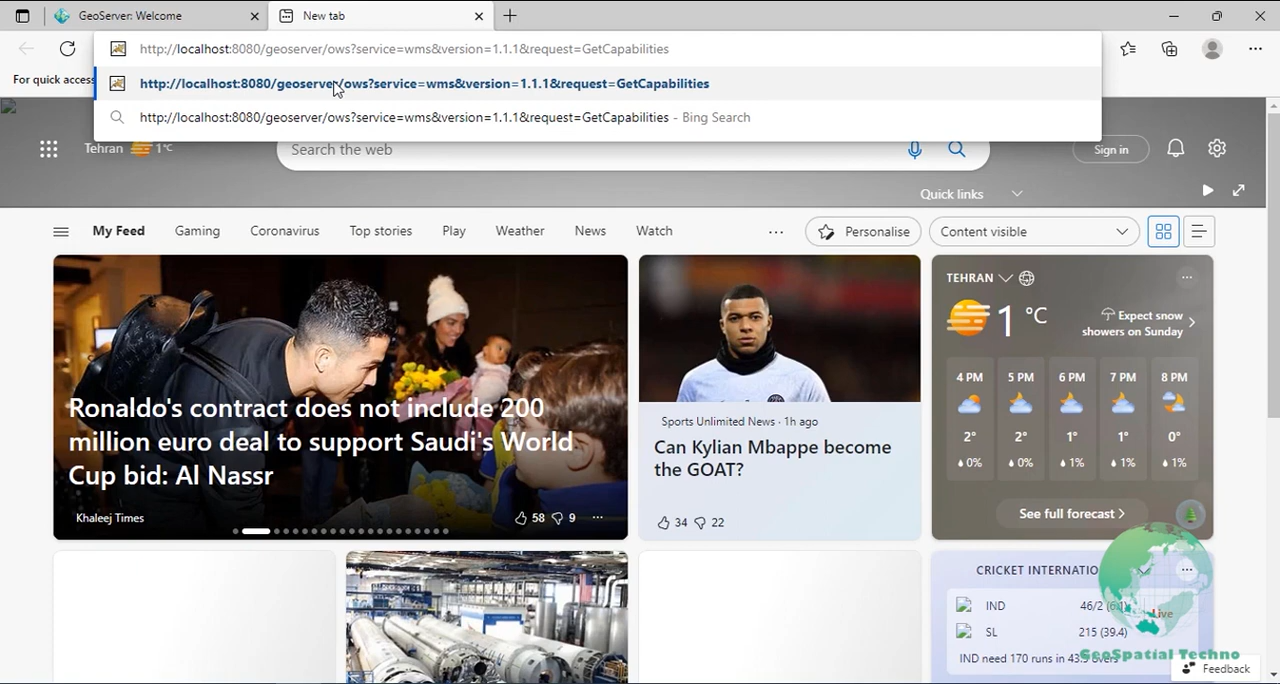 GeoServer: Welcome
New tab
http://localhost:8080/geoserver/ows?service=wms&version=1.1.1&request=GetCapabilities
http://localhost:8080/geoserver/ows?service=wms&version=1.1.1&request=GetCapabilities
http://localhost:8080/geoserver/ows?service=wms&version=1.1.1&request=GetCapabilities - Bing Search
For quick access
Tehran 1°C
Search the web
Sign in
Quick links
My Feed Gaming Coronavirus Top stories Play Weather News Watch ... Personalise Content visible
Ronaldo's contract does not include 200
million euro deal to support Saudi's World
Cup bid: Al Nassr
Khaleej Times
58 9
Sports Unlimited News · 1h ago
Can Kylian Mbappe become
the GOAT?
34 22
TEHRAN
1 °C
Expect snow
showers on Sunday
4 PM 5 PM 6 PM 7 PM 8 PM
2° 2° 1° 1° 0°
0% 0% 1% 1% 1%
See full forecast
CRICKET INTERNATIO
IND 46/2
Live
SL 215 (39.4)
IND need 170 runs in
GeoSpatial Techno
Feedback